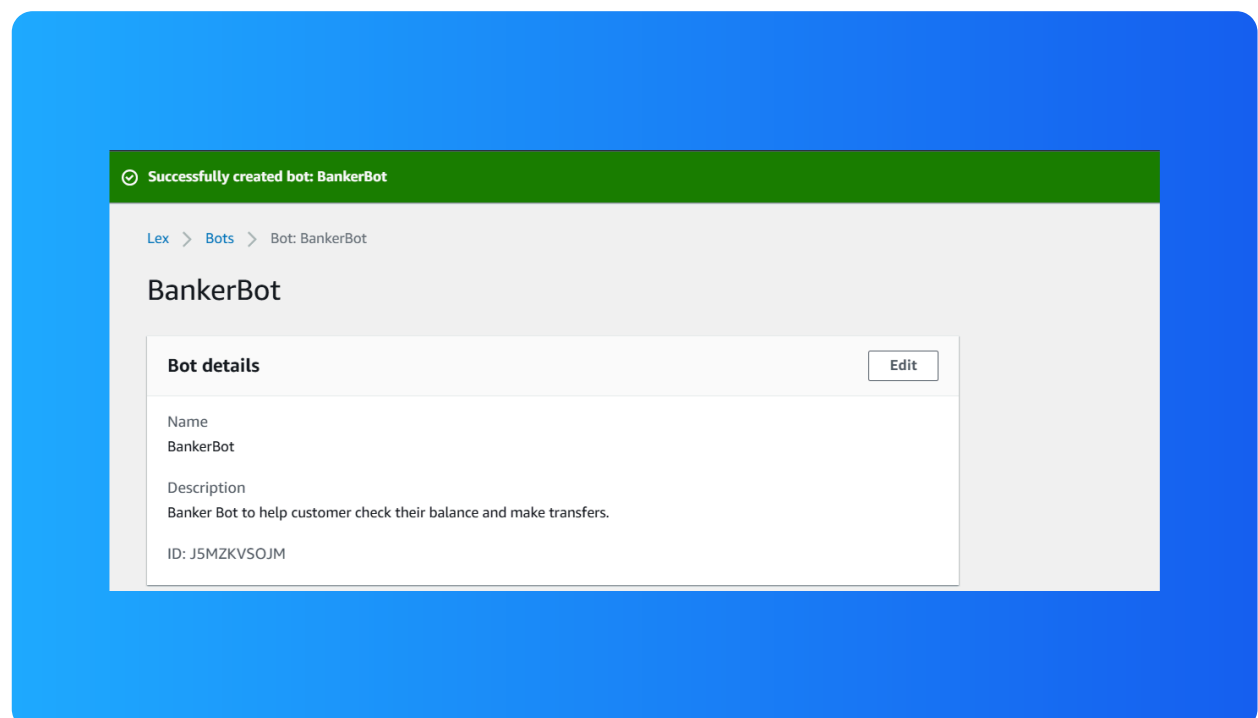 Successfully created bot: BankerBot
Lex > Bots > Bot: BankerBot
BankerBot
Bot details
Edit
Name
BankerBot
Description
Banker Bot to help customer check their balance and make transfers.
ID: J5MZKVSOJM